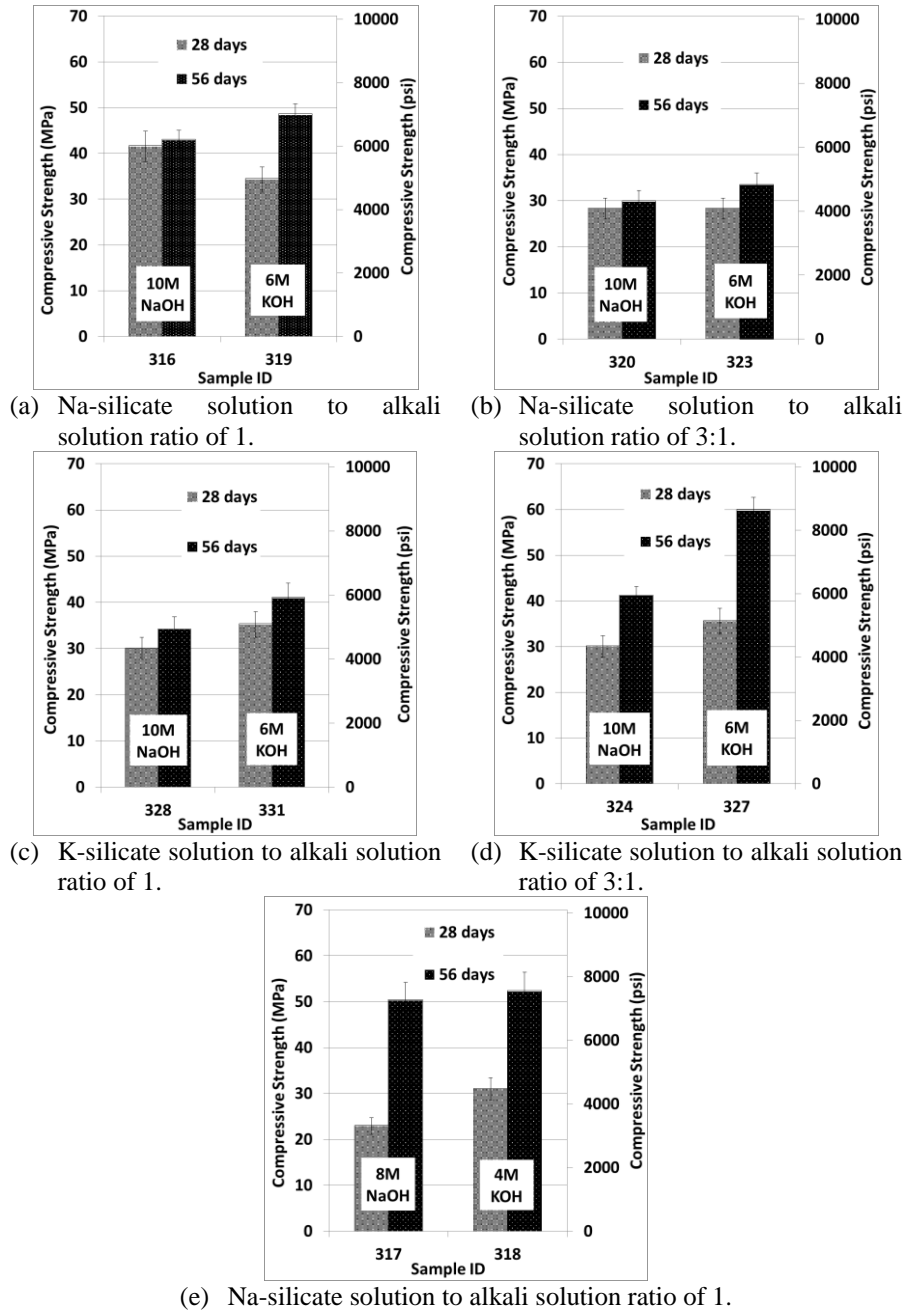 70
60
50
40
30
20
10
0
Compressive Strength (MPa)
28 days
56 days
10M
NaOH
6M
KOH
316
319
Sample ID
10000
8000
6000
4000
2000
0
Compressive Strength (psi)
70
60
50
40
30
20
10
0
Compressive Strength (MPa)
28 days
56 days
10M
NaOH
6M
KOH
320
323
Sample ID
10000
8000
6000
4000
2000
0
Compressive Strength (psi)
(a) Na-silicate solution to alkali
solution ratio of 1.
(b) Na-silicate solution to alkali
solution ratio of 3:1.
70
60
50
40
30
20
10
0
Compressive Strength (MPa)
28 days
56 days
10M
NaOH
6M
KOH
328
331
Sample ID
10000
8000
6000
4000
2000
0
Compressive Strength (psi)
70
60
50
40
30
20
10
0
Compressive Strength (MPa)
28 days
56 days
10M
NaOH
6M
KOH
324
327
Sample ID
10000
8000
6000
4000
2000
0
Compressive Strength (psi)
(c) K-silicate solution to alkali solution
ratio of 1.
(d) K-silicate solution to alkali solution
ratio of 3:1.
70
60
50
40
30
20
10
0
Compressive Strength (MPa)
28 days
56 days
8M
NaOH
4M
KOH
317
318
Sample ID
10000
8000
6000
4000
2000
0
Compressive Strength (psi)
(e) Na-silicate solution to alkali solution ratio of 1.